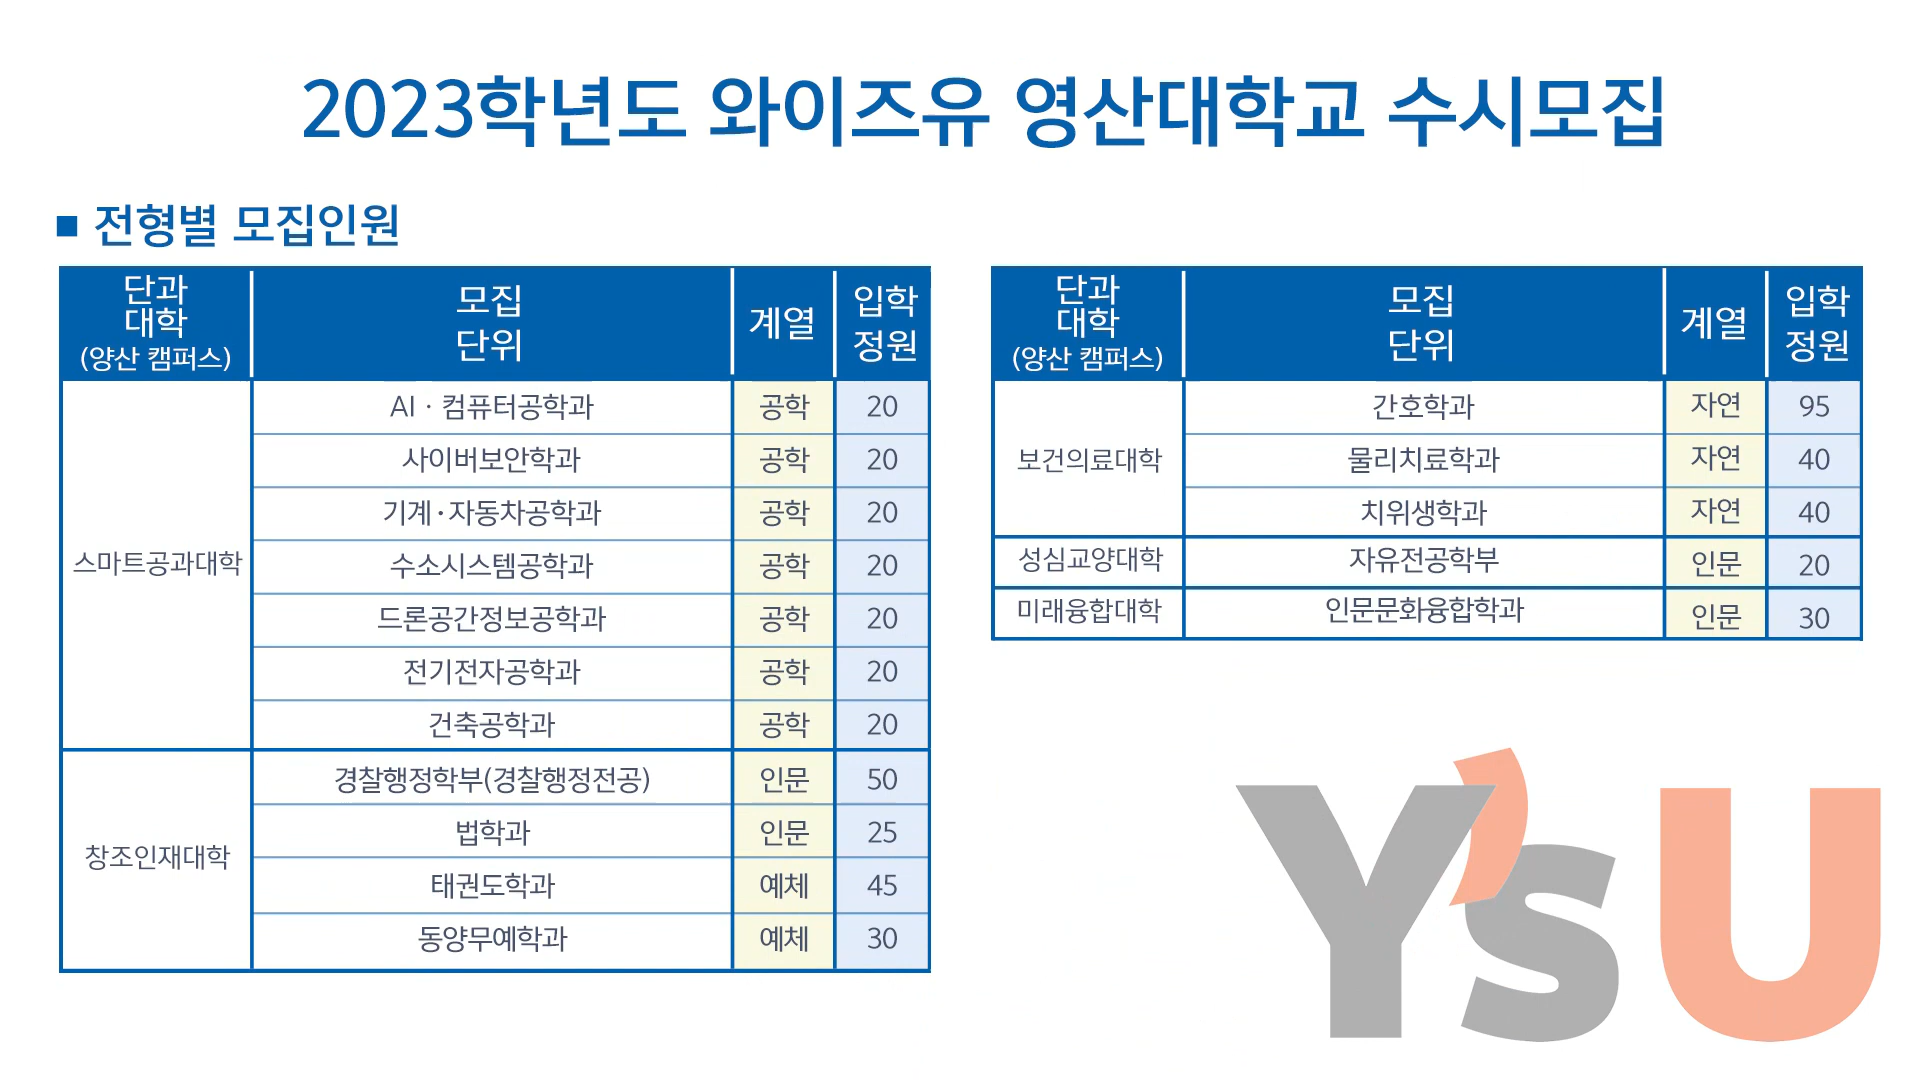 2023학년도 와이즈유 영산대학교 수시모집
■ 전형별 모집인원
단과
대학
(양산 캠퍼스)
모집
단위
계열
입학
정원
스마트공과대학
AI · 컴퓨터공학과 공학 20
사이버보안학과 공학 20
기계·자동차공학과 공학 20
수소시스템공학과 공학 20
드론공간정보공학과 공학 20
전기전자공학과 공학 20
건축공학과 공학 20
창조인재대학
경찰행정학부(경찰행정전공) 인문 50
법학과 인문 25
태권도학과 예체 45
동양무예학과 예체 30
단과
대학
(양산 캠퍼스)
모집
단위
계열
입학
정원
보건의료대학
간호학과 자연 95
물리치료학과 자연 40
치위생학과 자연 40
성심교양대학 자유전공학부 인문 20
미래융합대학 인문문화융합학과 인문 30
Y'sU